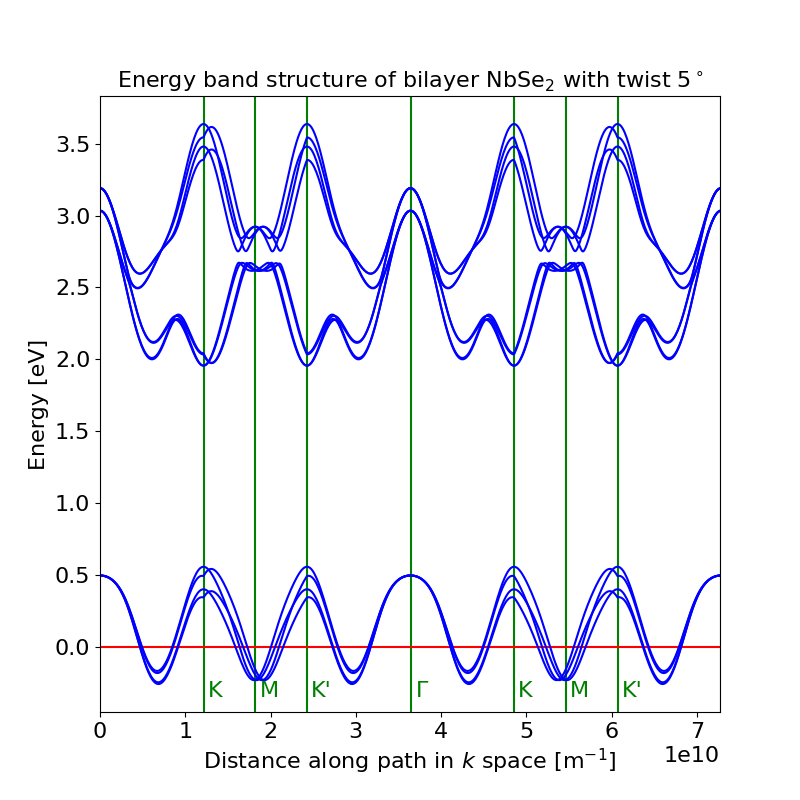 Energy band structure of bilayer NbSe₂ with twist 5°
Energy [eV]
3.5
3.0
2.5
2.0
1.5
1.0
0.5
0.0
K M K' Γ K M K'
0 1 2 3 4 5 6 7
1e10
Distance along path in k space [m⁻¹]